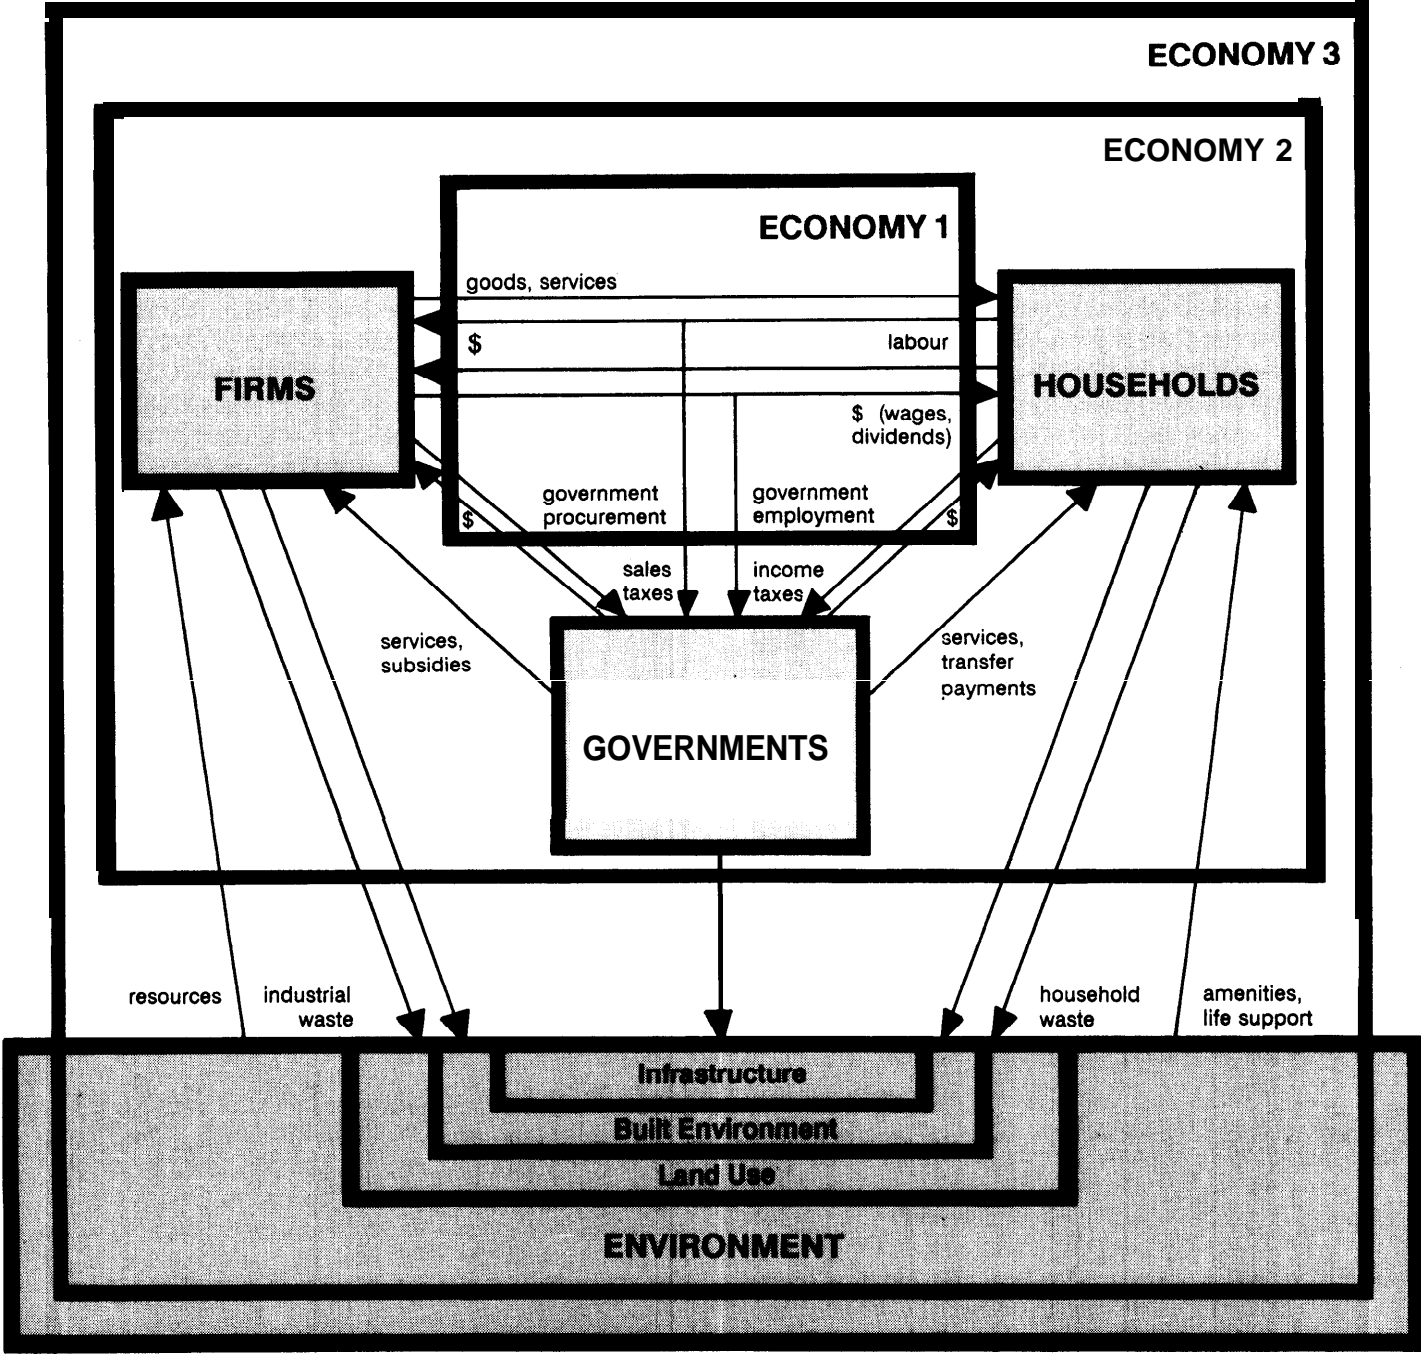 ECONOMY 3
ECONOMY 2
ECONOMY 1
goods, services
$
labour
FIRMS
HOUSEHOLDS
$ (wages,
dividends)
government
procurement
government
employment
$
$
sales
taxes
income
taxes
services,
subsidies
services,
transfer
payments
GOVERNMENTS
resources
industrial
waste
household
waste
amenities,
life support
Infrastructure
Built Environment
Land Use
ENVIRONMENT